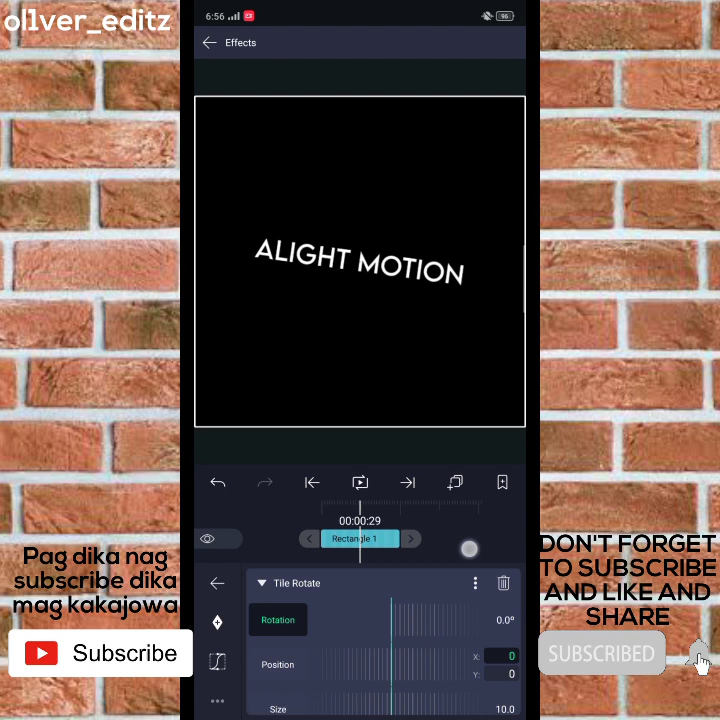 ol1ver_editz
6:56
96
Effects
ALIGHT MOTION
00:00:29
Rectangle 1
Tile Rotate
Rotation
0.0°
Position
X: 0
Y: 0
Size
10.0
Pag dika nag
subscribe dika
mag kakajowa
Subscribe
DON'T FORGET
TO SUBSCRIBE
AND LIKE AND
SHARE
SUBSCRIBED